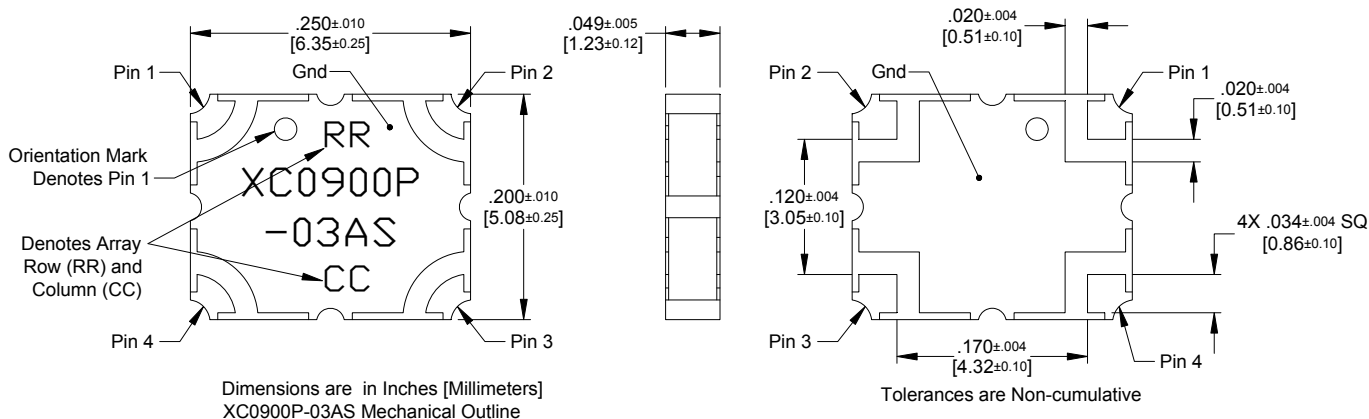 .250±.010
[6.35±0.25]
.049±.005
[1.23±0.12]
.020±.004
[0.51±0.10]
Pin 1
Gnd
Pin 2
Pin 2
Gnd
Pin 1
.020±.004
[0.51±0.10]
Orientation Mark
Denotes Pin 1
RR
XC0900P
-03AS
CC
.200±.010
[5.08±0.25]
.120±.004
[3.05±0.10]
4X .034±.004 SQ
[0.86±0.10]
Denotes Array
Row (RR) and
Column (CC)
Pin 4
Pin 3
Pin 3
.170±.004
[4.32±0.10]
Pin 4
Dimensions are in Inches [Millimeters]
XC0900P-03AS Mechanical Outline
Tolerances are Non-cumulative